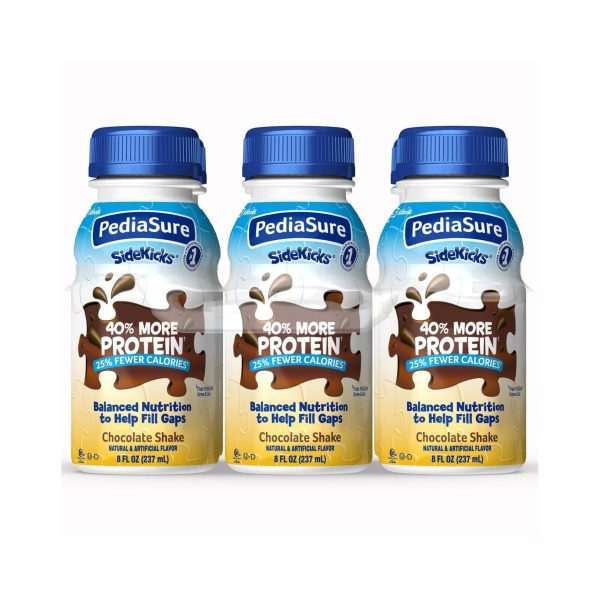 PediaSure
SideKicks®
40% MORE
PROTEIN
25% FEWER CALORIES
Balanced Nutrition
to Help Fill Gaps
Chocolate Shake
NATURAL & ARTIFICIAL FLAVOR
8 FL OZ (237 mL)
PediaSure
SideKicks®
40% MORE
PROTEIN
25% FEWER CALORIES
Balanced Nutrition
to Help Fill Gaps
Chocolate Shake
NATURAL & ARTIFICIAL FLAVOR
8 FL OZ (237 mL)
PediaSure
SideKicks®
40% MORE
PROTEIN
25% FEWER CALORIES
Balanced Nutrition
to Help Fill Gaps
Chocolate Shake
NATURAL & ARTIFICIAL FLAVOR
8 FL OZ (237 mL)